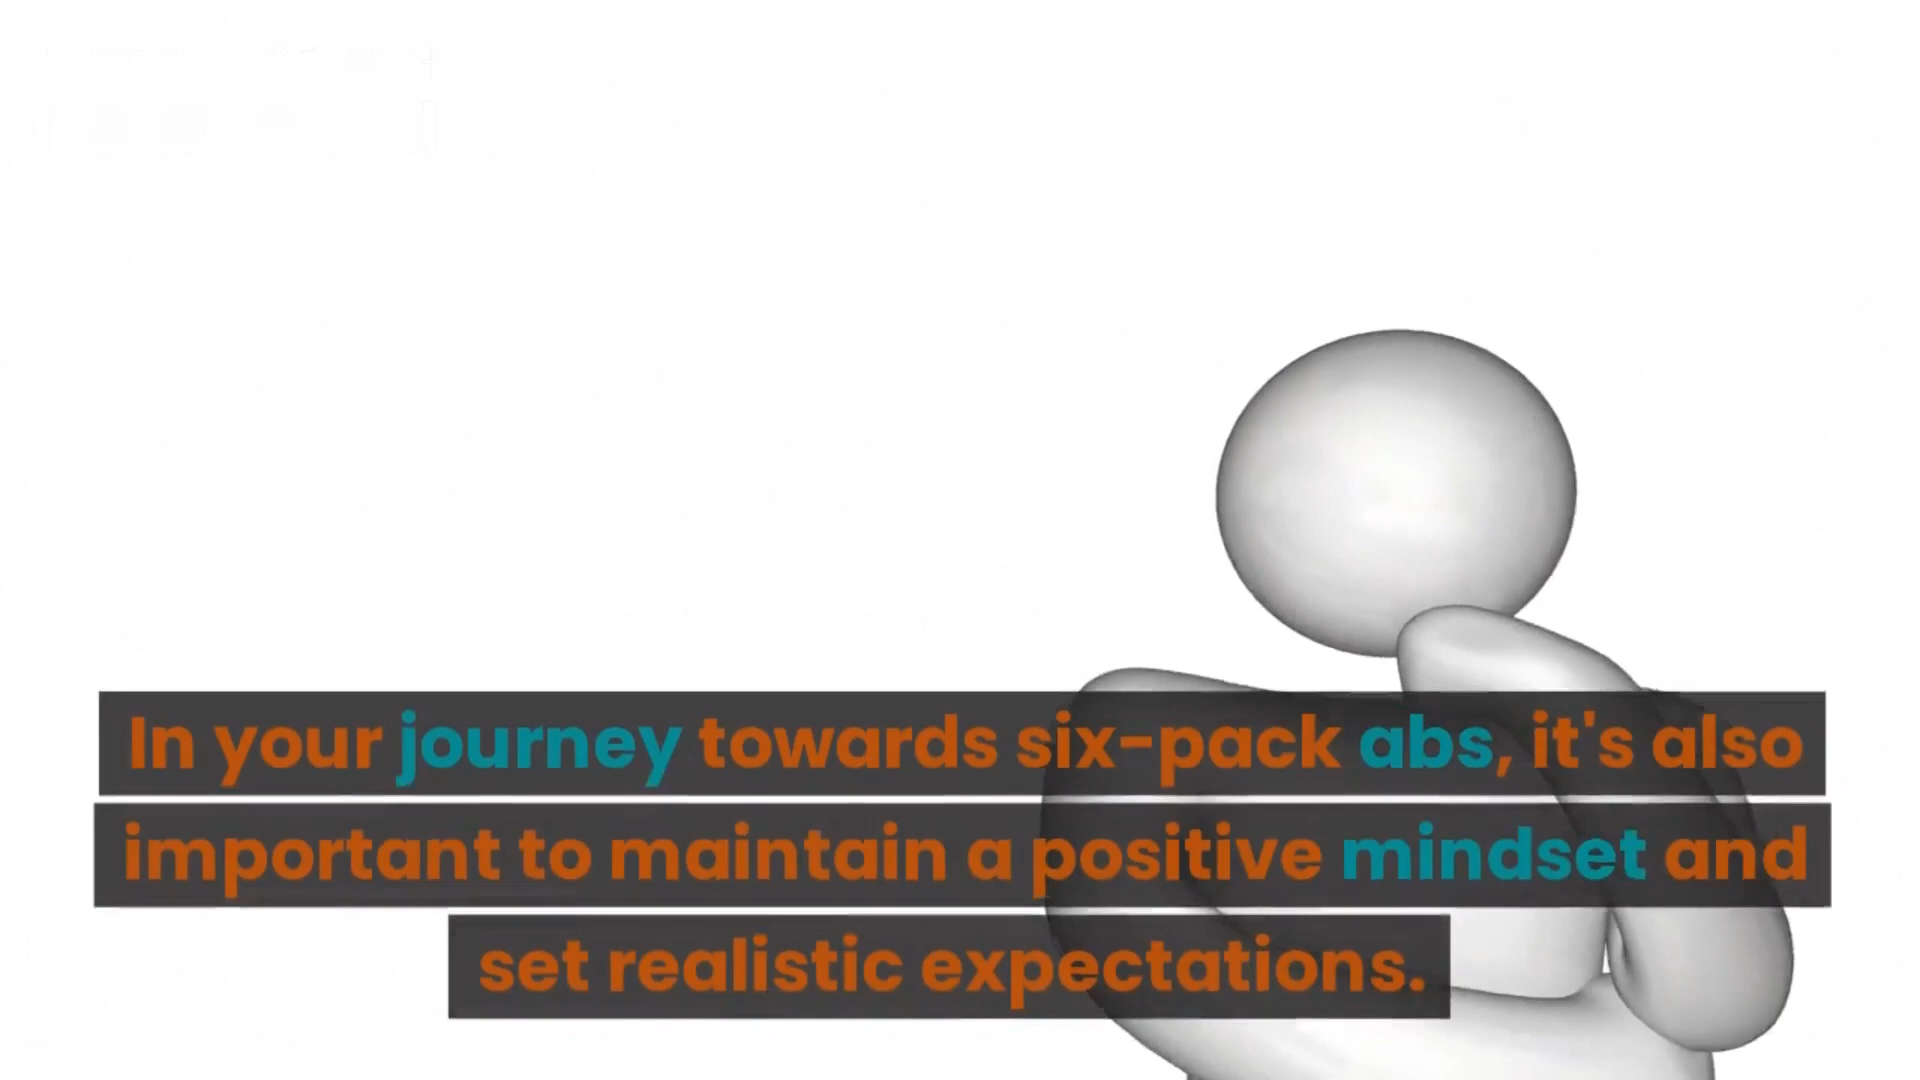 In your journey towards six-pack abs, it's also
important to maintain a positive mindset and
set realistic expectations.